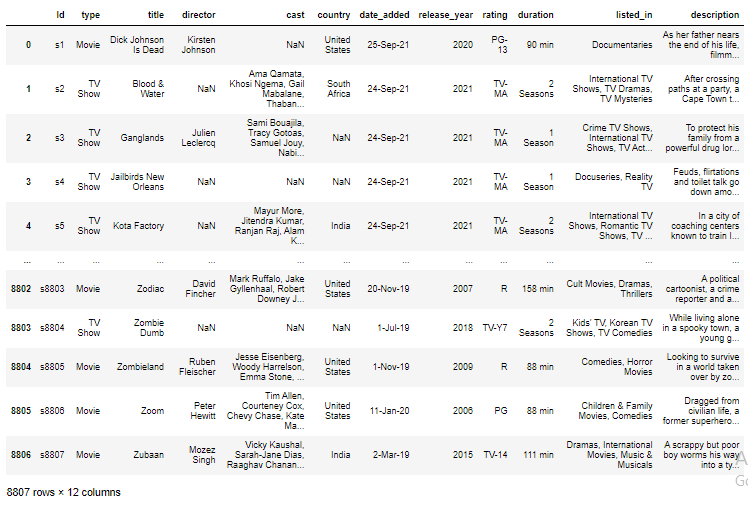 Id type title director cast country date_added release_year rating duration listed_in description
0 s1 Movie Dick Johnson Is Dead Kirsten Johnson NaN United States 25-Sep-21 2020 PG-13 90 min Documentaries As her father nears the end of his life, filmm...
1 s2 TV Show Blood & Water NaN Ama Qamata, Khosi Ngema, Gail Mabalane, Thaban... South Africa 24-Sep-21 2021 TV-MA 2 Seasons International TV Shows, TV Dramas, TV Mysteries After crossing paths at a party, a Cape Town t...
2 s3 TV Show Ganglands Julien Leclercq Sami Bouajila, Tracy Gotoas, Samuel Jouy, Nabi... NaN 24-Sep-21 2021 TV-MA 1 Season Crime TV Shows, International TV Shows, TV Act... To protect his family from a powerful drug lor...
3 s4 TV Show Jailbirds New Orleans NaN NaN NaN 24-Sep-21 2021 TV-MA 1 Season Docuseries, Reality TV Feuds, flirtations and toilet talk go down amo...
4 s5 TV Show Kota Factory NaN Mayur More, Jitendra Kumar, Ranjan Raj, Alam K... India 24-Sep-21 2021 TV-MA 2 Seasons International TV Shows, Romantic TV Shows, TV ... In a city of coaching centers known to train I...
... ... ... ... ... ... ... ... ... ... ... ... ...
8802 s8803 Movie Zodiac David Fincher Mark Ruffalo, Jake Gyllenhaal, Robert Downey J... United States 20-Nov-19 2007 R 158 min Cult Movies, Dramas, Thrillers A political cartoonist, a crime reporter and a...
8803 s8804 TV Show Zombie Dumb NaN NaN NaN 1-Jul-19 2018 TV-Y7 2 Seasons Kids' TV, Korean TV Shows, TV Comedies While living alone in a spooky town, a young g...
8804 s8805 Movie Zombieland Ruben Fleischer Jesse Eisenberg, Woody Harrelson, Emma Stone, ... United States 1-Nov-19 2009 R 88 min Comedies, Horror Movies Looking to survive in a world taken over by zo...
8805 s8806 Movie Zoom Peter Hewitt Tim Allen, Courteney Cox, Chevy Chase, Kate Ma... United States 11-Jan-20 2006 PG 88 min Children & Family Movies, Comedies Dragged from civilian life, a former superhero...
8806 s8807 Movie Zubaan Mozez Singh Vicky Kaushal, Sarah-Jane Dias, Raaghav Chanan... India 2-Mar-19 2015 TV-14 111 min Dramas, International Movies, Music & Musicals A scrappy but poor boy worms his way into a ty...
8807 rows × 12 columns